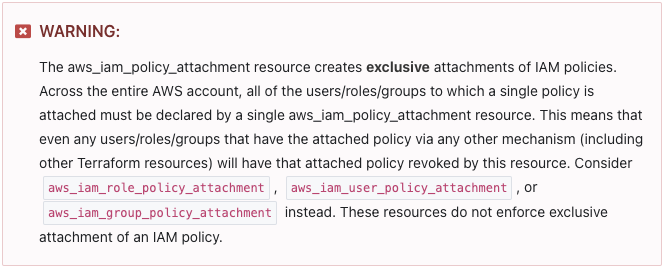 WARNING:
The aws_iam_policy_attachment resource creates exclusive attachments of IAM policies.
Across the entire AWS account, all of the users/roles/groups to which a single policy is
attached must be declared by a single aws_iam_policy_attachment resource. This means that
even any users/roles/groups that have the attached policy via any other mechanism (including
other Terraform resources) will have that attached policy revoked by this resource. Consider
aws_iam_role_policy_attachment , aws_iam_user_policy_attachment , or
aws_iam_group_policy_attachment instead. These resources do not enforce exclusive
attachment of an IAM policy.